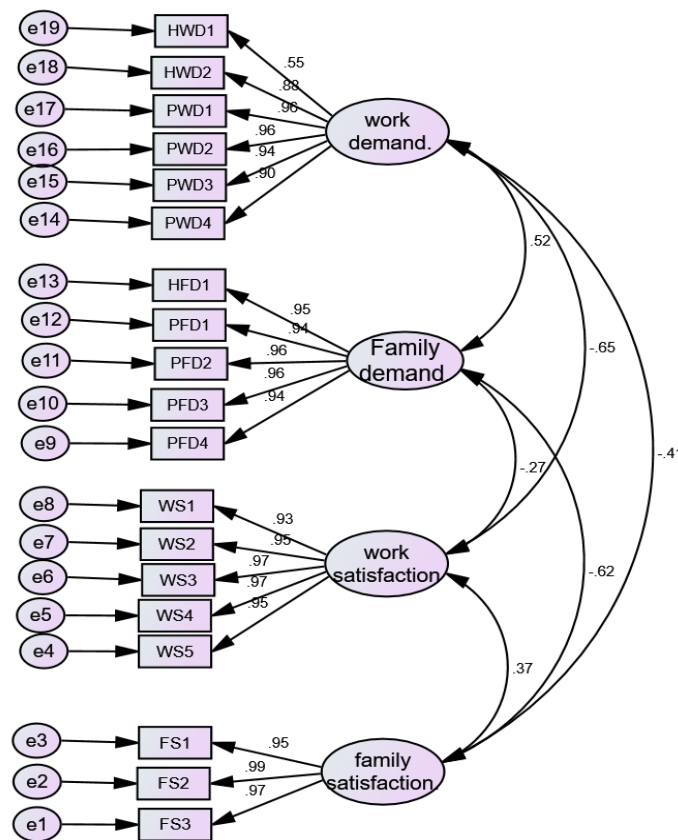 e19
HWD1
.55
e18
HWD2
.88
e17
PWD1
.96
work
demand.
e16
PWD2
.96
e15
PWD3
.94
e14
PWD4
.90
.52
e13
HFD1
.95
e12
PFD1
.94
e11
PFD2
.96
Family
demand
-.65
e10
PFD3
.96
e9
PFD4
.94
-.41
-.27
e8
WS1
.93
e7
WS2
.95
e6
WS3
.97
work
satisfaction
-.62
e5
WS4
.97
e4
WS5
.95
.37
e3
FS1
.95
e2
FS2
.99
family
satisfaction.
e1
FS3
.97